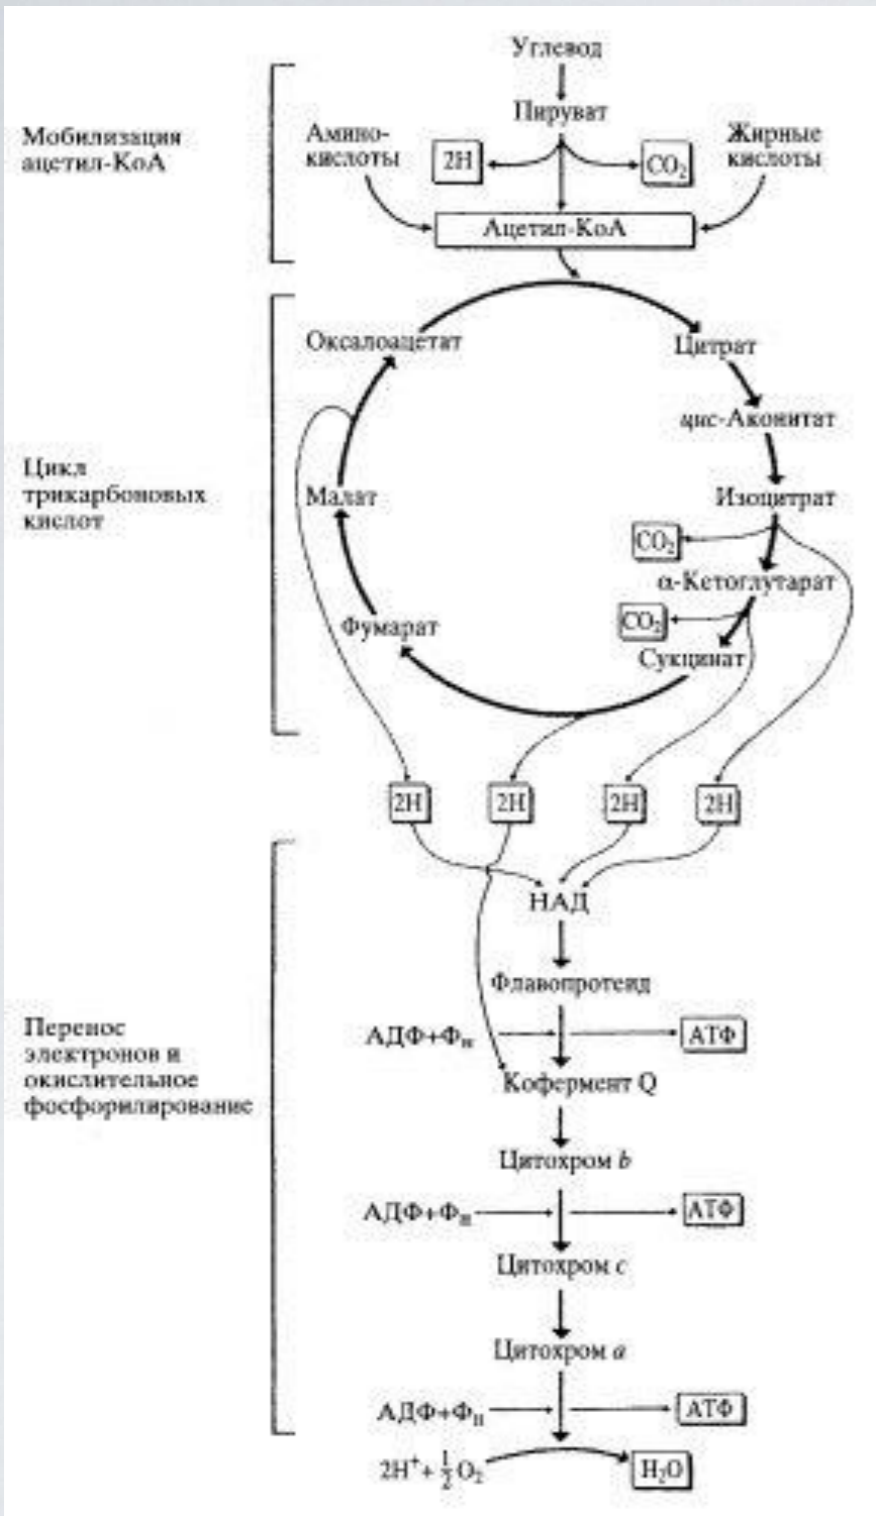 Углевод
Пируват
Мобилизация
ацетил-КоА
Амино-
кислоты
2H
CO₂
Жирные
кислоты
Ацетил-КоА
Оксалоацетат
Цитрат
цис-Аконитат
Цикл
трикарбоновых
кислот
Малат
Изоцитрат
CO₂
α-Кетоглутарат
CO₂
Фумарат
Сукцинат
2H
2H
2H
2H
НАД
Флавопротеид
Перенос
электронов и
окислительное
фосфорилирование
АДФ+Фн
АТФ
Кофермент Q
Цитохром b
АДФ+Фн
АТФ
Цитохром c
Цитохром a
АДФ+Фн
АТФ
2H⁺+½O₂
H₂O